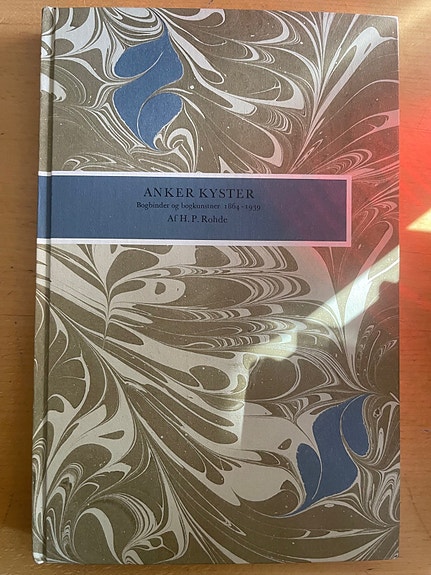 ANKER KYSTER
Bogbinder og bogkunstner 1864-1939
Af H. P. Rohde